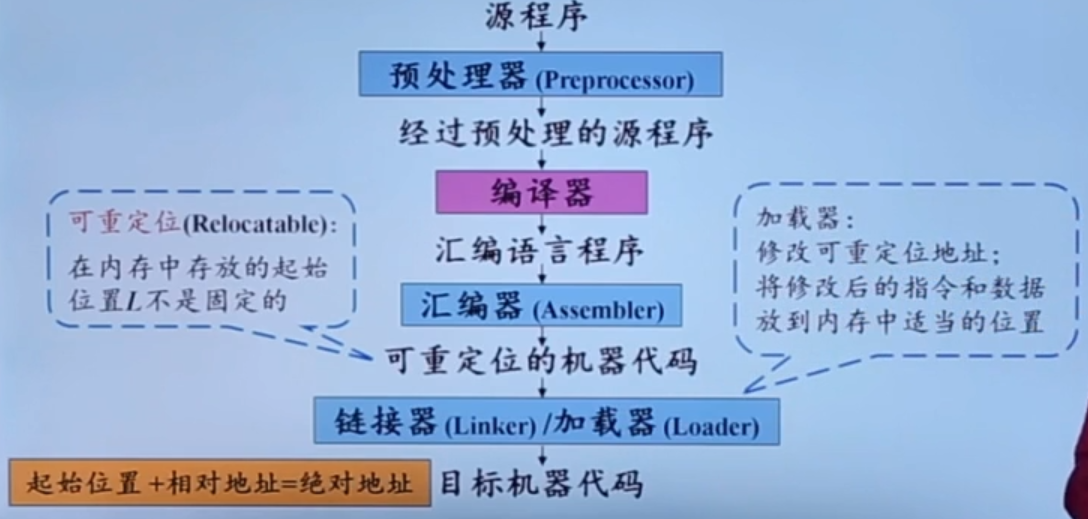 源程序
预处理器(Preprocessor)
经过预处理的源程序
编译器
汇编语言程序
汇编器(Assembler)
可重定位的机器代码
链接器(Linker)/加载器(Loader)
目标机器代码
可重定位(Relocatable):
在内存中存放的起始
位置L不是固定的
加载器:
修改可重定位地址;
将修改后的指令和数据
放到内存中适当的位置
起始位置+相对地址=绝对地址